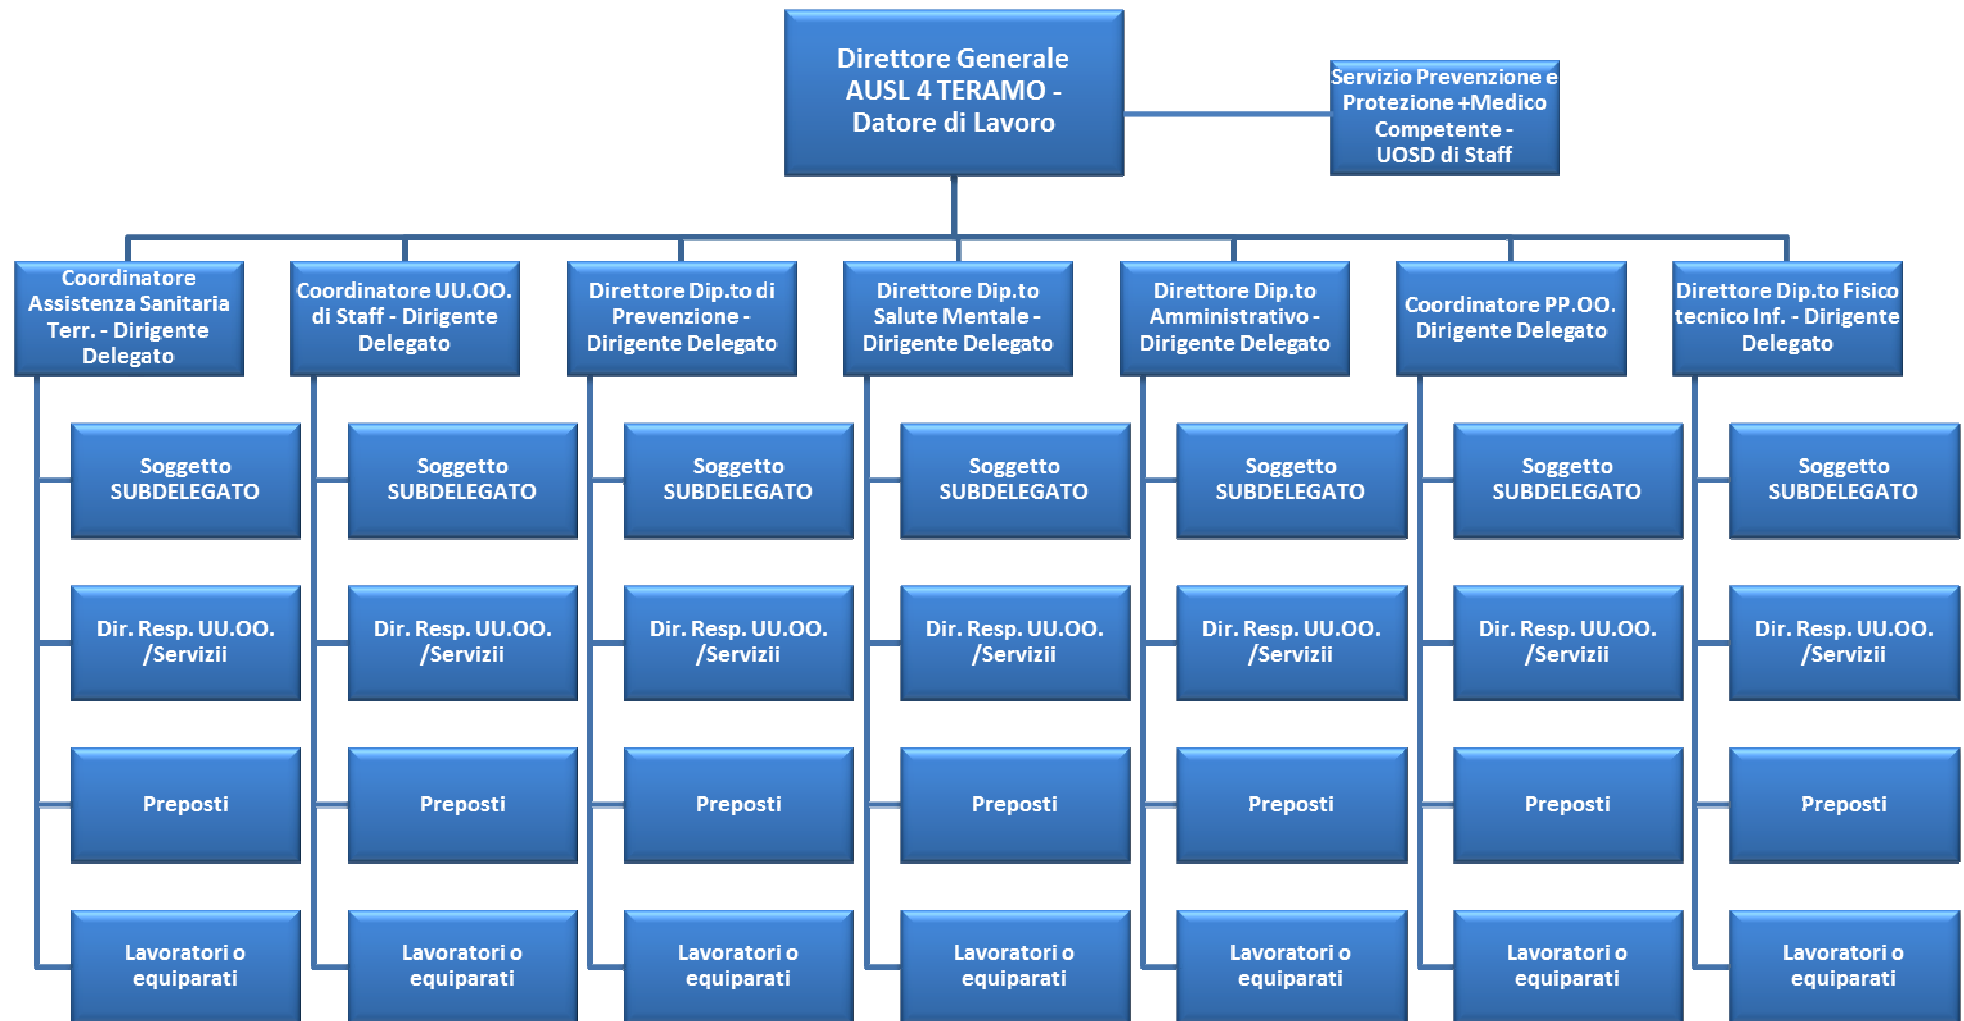 Direttore Generale
AUSL 4 TERAMO -
Datore di Lavoro
Servizio Prevenzione e
Protezione +Medico
Competente -
UOSD di Staff
Coordinatore
Assistenza Sanitaria
Terr. - Dirigente
Delegato
Coordinatore UU.OO.
di Staff - Dirigente
Delegato
Direttore Dip.to di
Prevenzione -
Dirigente Delegato
Direttore Dip.to
Salute Mentale -
Dirigente Delegato
Direttore Dip.to
Amministrativo -
Dirigente Delegato
Coordinatore PP.OO.
Dirigente Delegato
Direttore Dip.to Fisico
tecnico Inf. - Dirigente
Delegato
Soggetto
SUBDELEGATO
Soggetto
SUBDELEGATO
Soggetto
SUBDELEGATO
Soggetto
SUBDELEGATO
Soggetto
SUBDELEGATO
Soggetto
SUBDELEGATO
Soggetto
SUBDELEGATO
Dir. Resp. UU.OO.
/Servizii
Dir. Resp. UU.OO.
/Servizii
Dir. Resp. UU.OO.
/Servizii
Dir. Resp. UU.OO.
/Servizii
Dir. Resp. UU.OO.
/Servizii
Dir. Resp. UU.OO.
/Servizii
Dir. Resp. UU.OO.
/Servizii
Preposti
Preposti
Preposti
Preposti
Preposti
Preposti
Preposti
Lavoratori o
equiparati
Lavoratori o
equiparati
Lavoratori o
equiparati
Lavoratori o
equiparati
Lavoratori o
equiparati
Lavoratori o
equiparati
Lavoratori o
equiparati